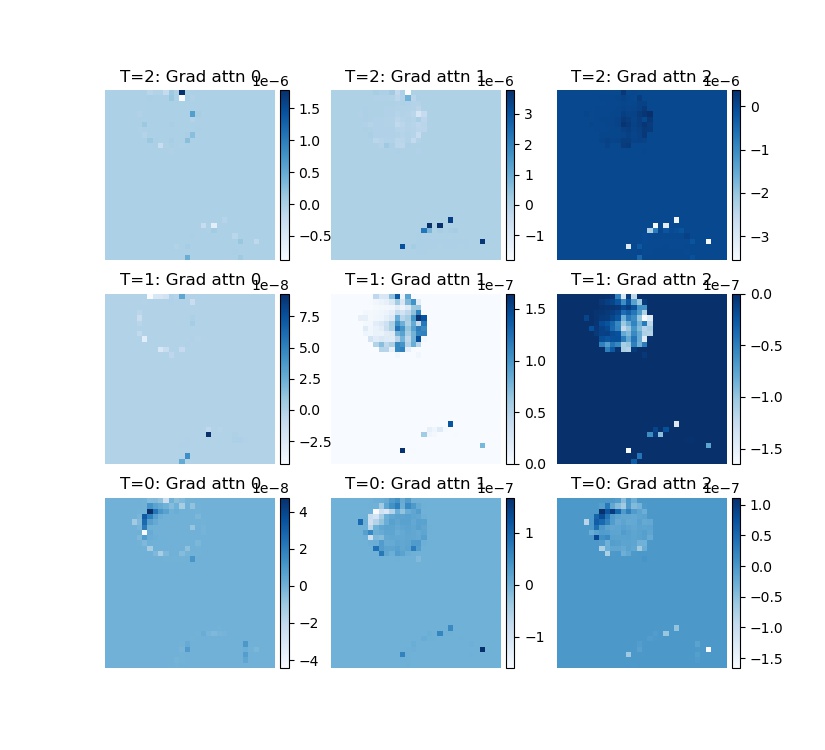 T=2: Grad attn 0
1e−6
1.5
1.0
0.5
0.0
−0.5
T=2: Grad attn 1
1e−6
3
2
1
0
−1
T=2: Grad attn 2
1e−6
0
−1
−2
−3
T=1: Grad attn 0
1e−8
7.5
5.0
2.5
0.0
−2.5
T=1: Grad attn 1
1e−7
1.5
1.0
0.5
0.0
T=1: Grad attn 2
1e−7
0.0
−0.5
−1.0
−1.5
T=0: Grad attn 0
1e−8
4
2
0
−2
−4
T=0: Grad attn 1
1e−7
1
0
−1
T=0: Grad attn 2
1e−7
1.0
0.5
0.0
−0.5
−1.0
−1.5